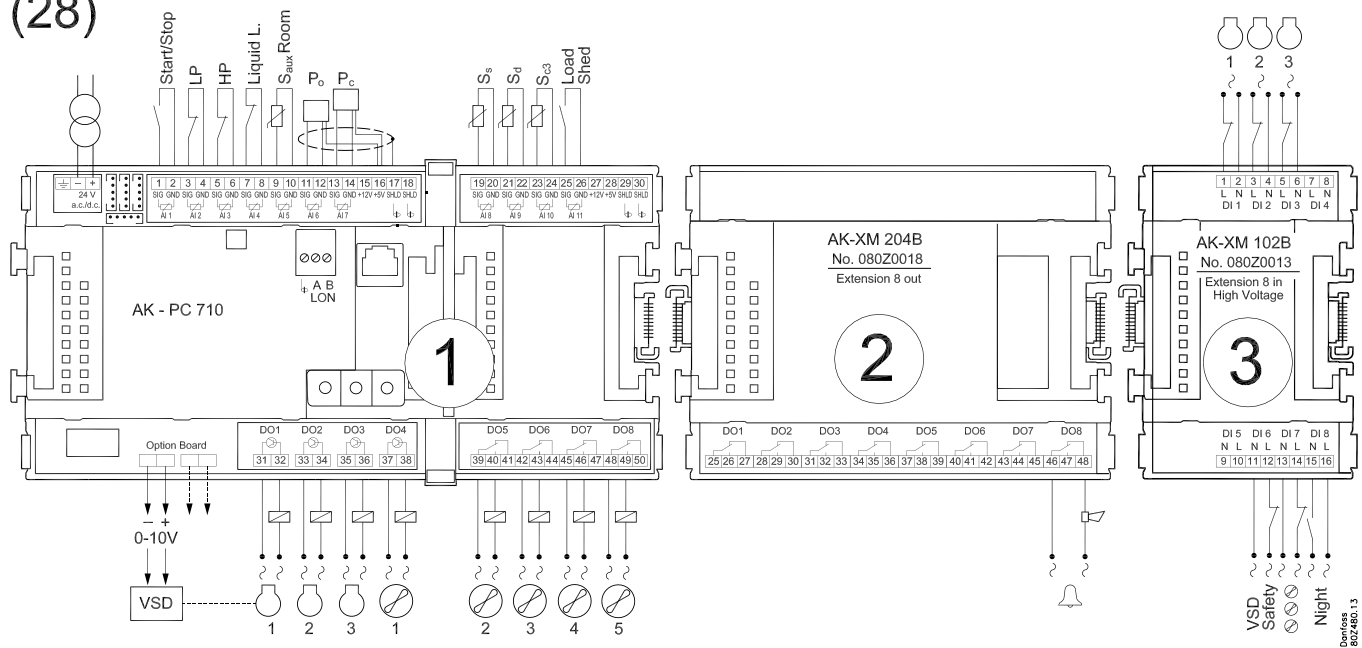 (28)
Start/Stop
LP
HP
Liquid L.
Saux Room
Po
Pc
Ss
Sd
Sc3
Load
Shed
1 2 3
− +
24 V
a.c./d.c.
1 2 3 4 5 6 7 8 9 10 11 12 13 14 15 16 17 18
SIG GND SIG GND SIG GND SIG GND SIG GND SIG GND SIG GND +12V +5V SHLD SHLD
AI 1 AI 2 AI 3 AI 4 AI 5 AI 6 AI 7
19 20 21 22 23 24 25 26 27 28 29 30
SIG GND SIG GND SIG GND SIG GND +12V +5V SHLD SHLD
AI 8 AI 9 AI 10 AI 11
1 2 3 4 5 6 7 8
L N N L L N N L
DI 1 DI 2 DI 3 DI 4
A B
LON
AK - PC 710
1
AK-XM 204B
No. 080Z0018
Extension 8 out
2
AK-XM 102B
No. 080Z0013
Extension 8 in
High Voltage
3
Option Board
DO1 DO2 DO3 DO4
31 32 33 34 35 36 37 38
DO5 DO6 DO7 DO8
39 40 41 42 43 44 45 46 47 48 49 50
DO1 DO2 DO3 DO4 DO5 DO6 DO7 DO8
25 26 27 28 29 30 31 32 33 34 35 36 37 38 39 40 41 42 43 44 45 46 47 48
DI 5 DI 6 DI 7 DI 8
N L N L L N N L
9 10 11 12 13 14 15 16
− +
0-10V
VSD
1 2 3 1 2 3 4 5
VSD
Safety
Night
Danfoss
80Z480.13